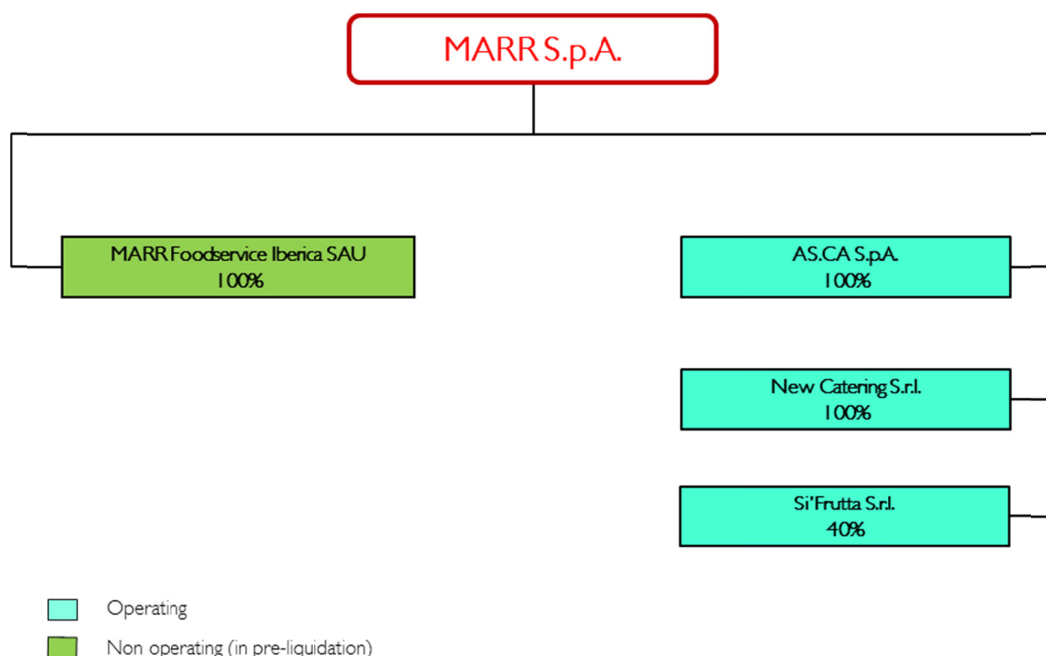 MARR S.p.A.
MARR Foodservice Iberica SAU
100%
AS.CA S.p.A.
100%
New Catering S.r.l.
100%
Si'Frutta S.r.l.
40%
Operating
Non operating (in pre-liquidation)